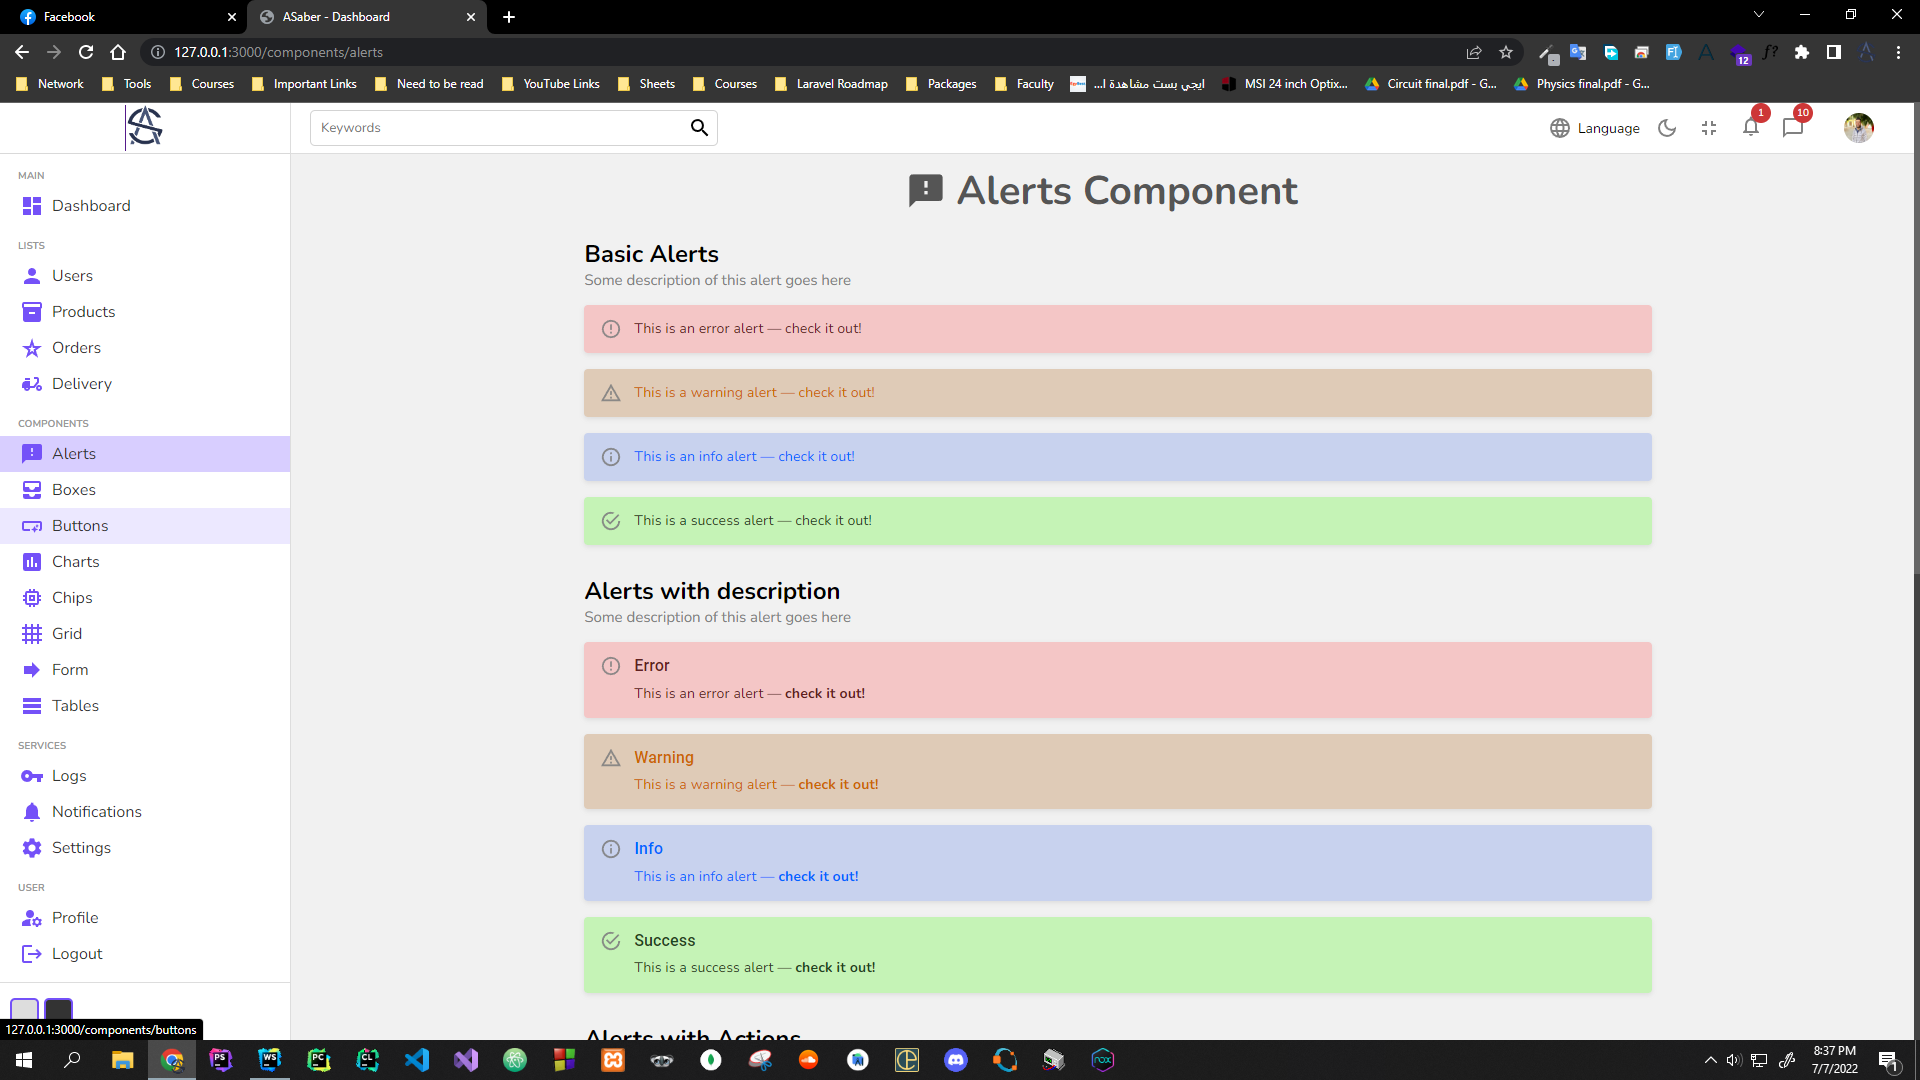 Facebook
ASaber - Dashboard
127.0.0.1:3000/components/alerts
12
Network
Tools
Courses
Important Links
Need to be read
YouTube Links
Sheets
Courses
Laravel Roadmap
Packages
Faculty
ايجي بست مشاهدة ا...
MSI 24 inch Optix...
Circuit final.pdf - G...
Physics final.pdf - G...
Keywords
Language
1
10
MAIN
Dashboard
LISTS
Users
Products
Orders
Delivery
COMPONENTS
Alerts
Boxes
Buttons
Charts
Chips
Grid
Form
Tables
SERVICES
Logs
Notifications
Settings
USER
Profile
Logout
Alerts Component
Basic Alerts
Some description of this alert goes here
This is an error alert — check it out!
This is a warning alert — check it out!
This is an info alert — check it out!
This is a success alert — check it out!
Alerts with description
Some description of this alert goes here
Error
This is an error alert — check it out!
Warning
This is a warning alert — check it out!
Info
This is an info alert — check it out!
Success
This is a success alert — check it out!
Alerts with Actions
127.0.0.1:3000/components/buttons
8:37 PM
7/7/2022
1